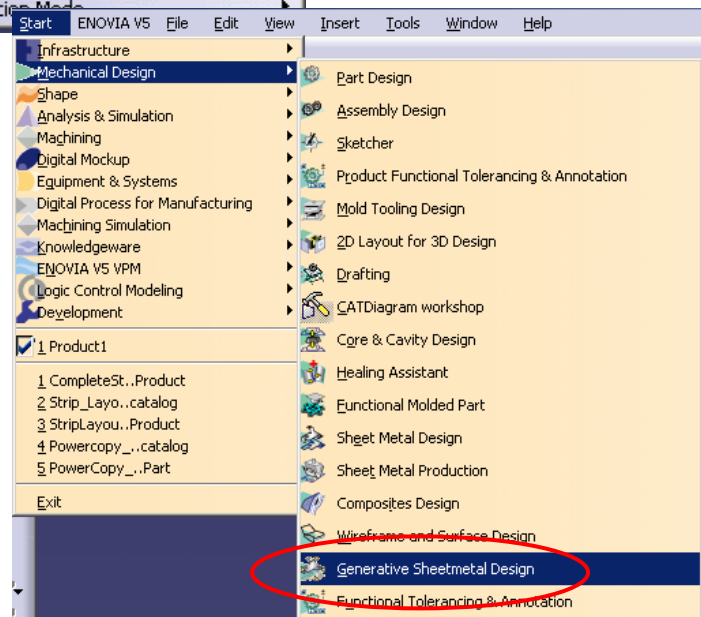 Start ENOVIA V5 File Edit View Insert Tools Window Help
Infrastructure
Mechanical Design
Shape
Analysis & Simulation
Machining
Digital Mockup
Equipment & Systems
Digital Process for Manufacturing
Machining Simulation
Knowledgeware
ENOVIA V5 VPM
Logic Control Modeling
Development
1 Product1
1 CompleteSt..Product
2 Strip_Layo..catalog
3 StripLayou..Product
4 Powercopy_..catalog
5 PowerCopy_..Part
Exit
Part Design
Assembly Design
Sketcher
Product Functional Tolerancing & Annotation
Mold Tooling Design
2D Layout for 3D Design
Drafting
CATDiagram workshop
Core & Cavity Design
Healing Assistant
Functional Molded Part
Sheet Metal Design
Sheet Metal Production
Composites Design
Wireframe and Surface Design
Generative Sheetmetal Design
Functional Tolerancing & Annotation